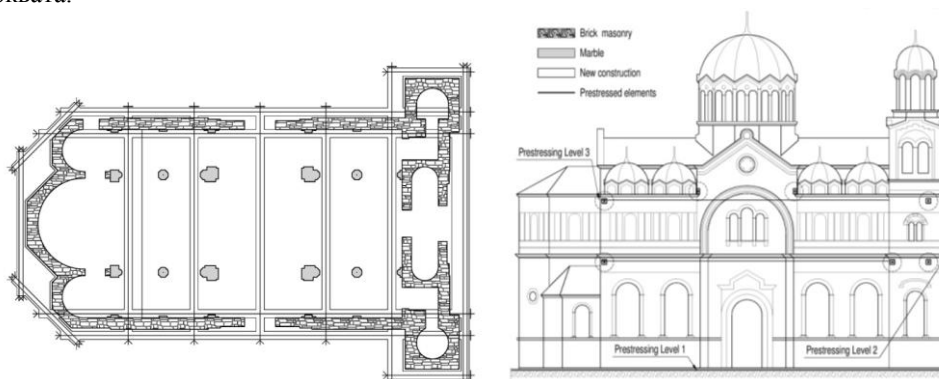 Brick masonry
Marble
New construction
Prestressed elements
Prestressing Level 3
Prestressing Level 1
Prestressing Level 2